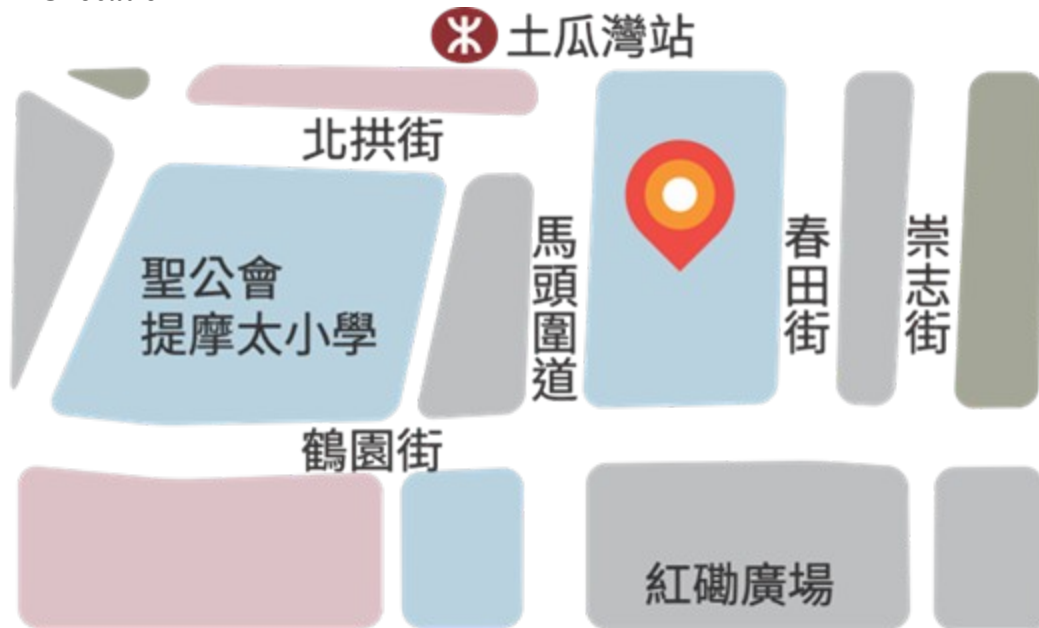 土瓜灣站
北拱街
馬頭圍道
春田街
崇志街
聖公會
提摩太小學
鶴園街
紅磡廣場